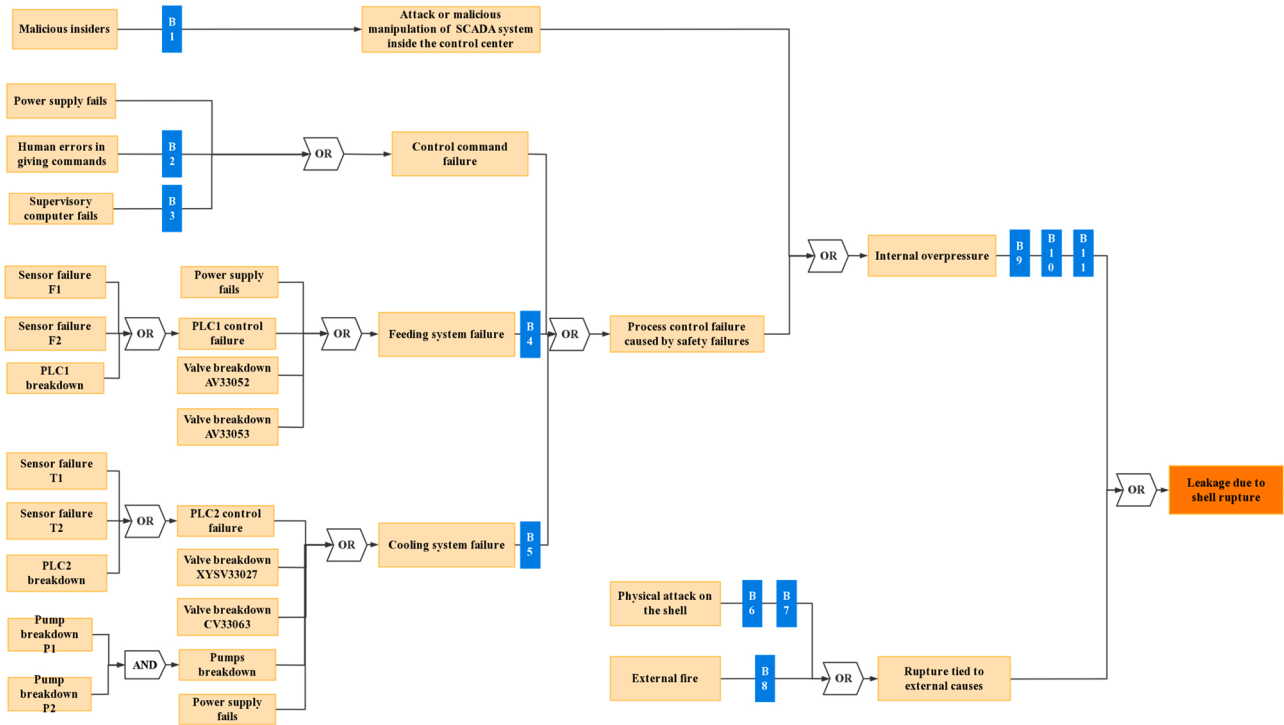 Malicious insiders
B
1
Attack or malicious
manipulation of SCADA system
inside the control center
Power supply fails
Human errors in
giving commands
B
2
OR
Control command
failure
Supervisory
computer fails
B
3
OR
Internal overpressure
B
9
B
1
0
B
1
1
Sensor failure
F1
Power supply
fails
Sensor failure
F2
OR
PLC1 control
failure
OR
Feeding system failure
B
4
OR
Process control failure
caused by safety failures
PLC1
breakdown
Valve breakdown
AV33052
Valve breakdown
AV33053
Sensor failure
T1
OR
Leakage due to
shell rupture
Sensor failure
T2
OR
PLC2 control
failure
OR
Cooling system failure
B
5
PLC2
breakdown
Valve breakdown
XYSV33027
Valve breakdown
CV33063
Physical attack on
the shell
B
6
B
7
Pump
breakdown
P1
AND
Pumps
breakdown
External fire
B
8
OR
Rupture tied to
external causes
Pump
breakdown
P2
Power supply
fails